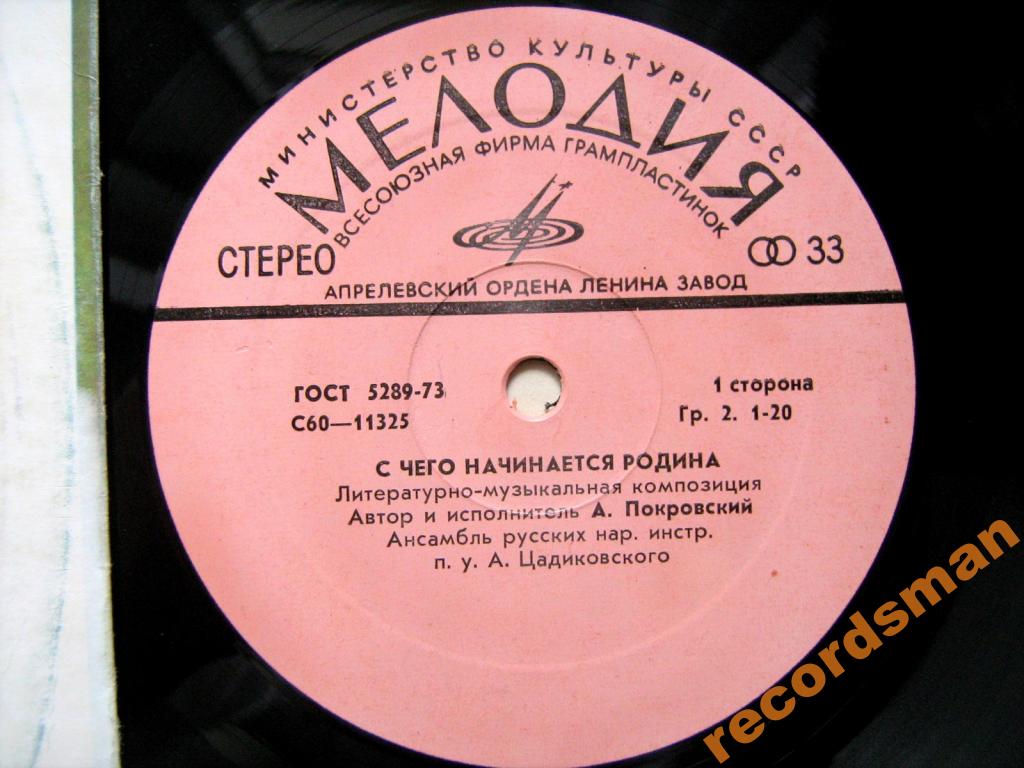 МИНИСТЕРСТВО КУЛЬТУРЫ СССР
МЕЛОДИЯ
ВСЕСОЮЗНАЯ ФИРМА ГРАМПЛАСТИНОК
СТЕРЕО
33
АПРЕЛЕВСКИЙ ОРДЕНА ЛЕНИНА ЗАВОД
ГОСТ 5289-73
1 сторона
С60—11325
Гр. 2. 1-20
С ЧЕГО НАЧИНАЕТСЯ РОДИНА
Литературно-музыкальная композиция
Автор и исполнитель А. Покровский
Ансамбль русских нар. инстр.
п. у. А. Цадиковского
recordsman